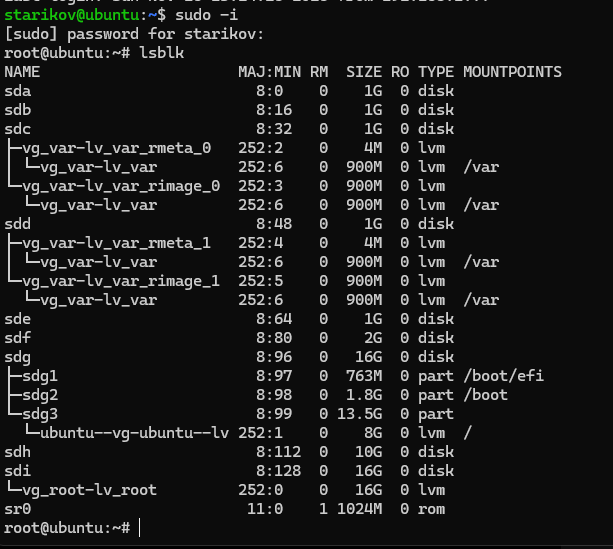 starikov@ubuntu:~$ sudo -i
[sudo] password for starikov:
root@ubuntu:~# lsblk
NAME                      MAJ:MIN RM  SIZE RO TYPE MOUNTPOINTS
sda                         8:0    0    1G  0 disk
sdb                         8:16   0    1G  0 disk
sdc                         8:32   0    1G  0 disk
├─vg_var-lv_var_rmeta_0   252:2    0    4M  0 lvm
│ └─vg_var-lv_var         252:6    0  900M  0 lvm  /var
└─vg_var-lv_var_rimage_0  252:3    0  900M  0 lvm
  └─vg_var-lv_var         252:6    0  900M  0 lvm  /var
sdd                         8:48   0    1G  0 disk
├─vg_var-lv_var_rmeta_1   252:4    0    4M  0 lvm
│ └─vg_var-lv_var         252:6    0  900M  0 lvm  /var
└─vg_var-lv_var_rimage_1  252:5    0  900M  0 lvm
  └─vg_var-lv_var         252:6    0  900M  0 lvm  /var
sde                         8:64   0    1G  0 disk
sdf                         8:80   0    2G  0 disk
sdg                         8:96   0   16G  0 disk
├─sdg1                      8:97   0  763M  0 part /boot/efi
├─sdg2                      8:98   0  1.8G  0 part /boot
└─sdg3                      8:99   0 13.5G  0 part
  └─ubuntu--vg-ubuntu--lv 252:1    0    8G  0 lvm  /
sdh                         8:112  0   10G  0 disk
sdi                         8:128  0   16G  0 disk
└─vg_root-lv_root         252:0    0   16G  0 lvm
sr0                        11:0    1 1024M  0 rom
root@ubuntu:~#